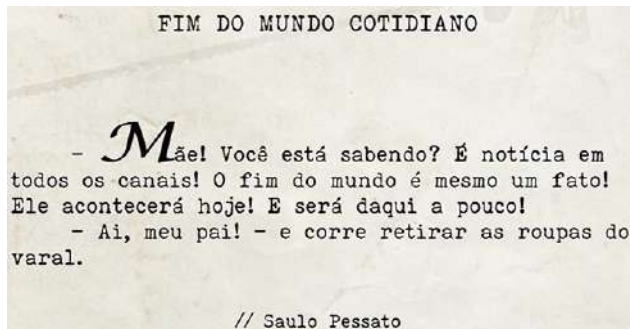 FIM DO MUNDO COTIDIANO
- Mãe! Você está sabendo? É notícia em
todos os canais! O fim do mundo é mesmo um fato!
Ele acontecerá hoje! E será daqui a pouco!
- Ai, meu pai! - e corre retirar as roupas do
varal.
// Saulo Pessato